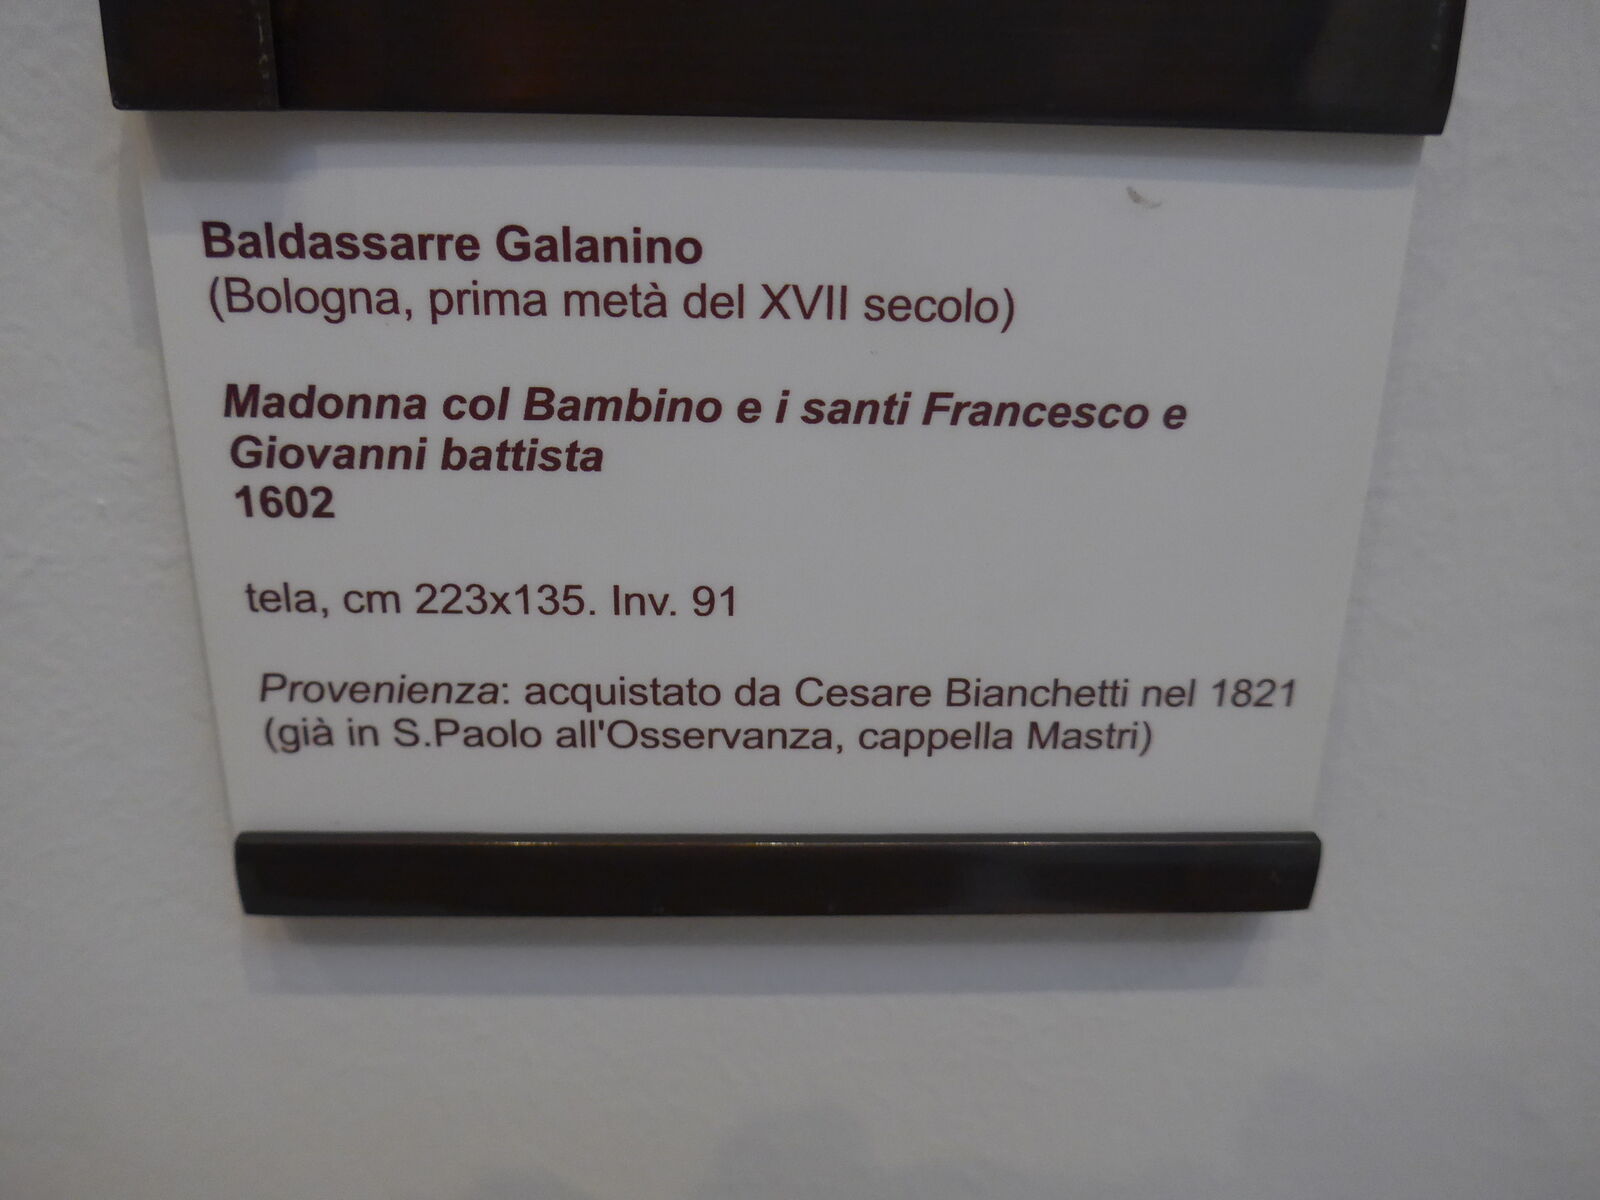 Baldassarre Galanino
(Bologna, prima metà del XVII secolo)
Madonna col Bambino e i santi Francesco e
Giovanni battista
1602
tela, cm 223x135. Inv. 91
Provenienza: acquistato da Cesare Bianchetti nel 1821
(già in S.Paolo all'Osservanza, cappella Mastri)